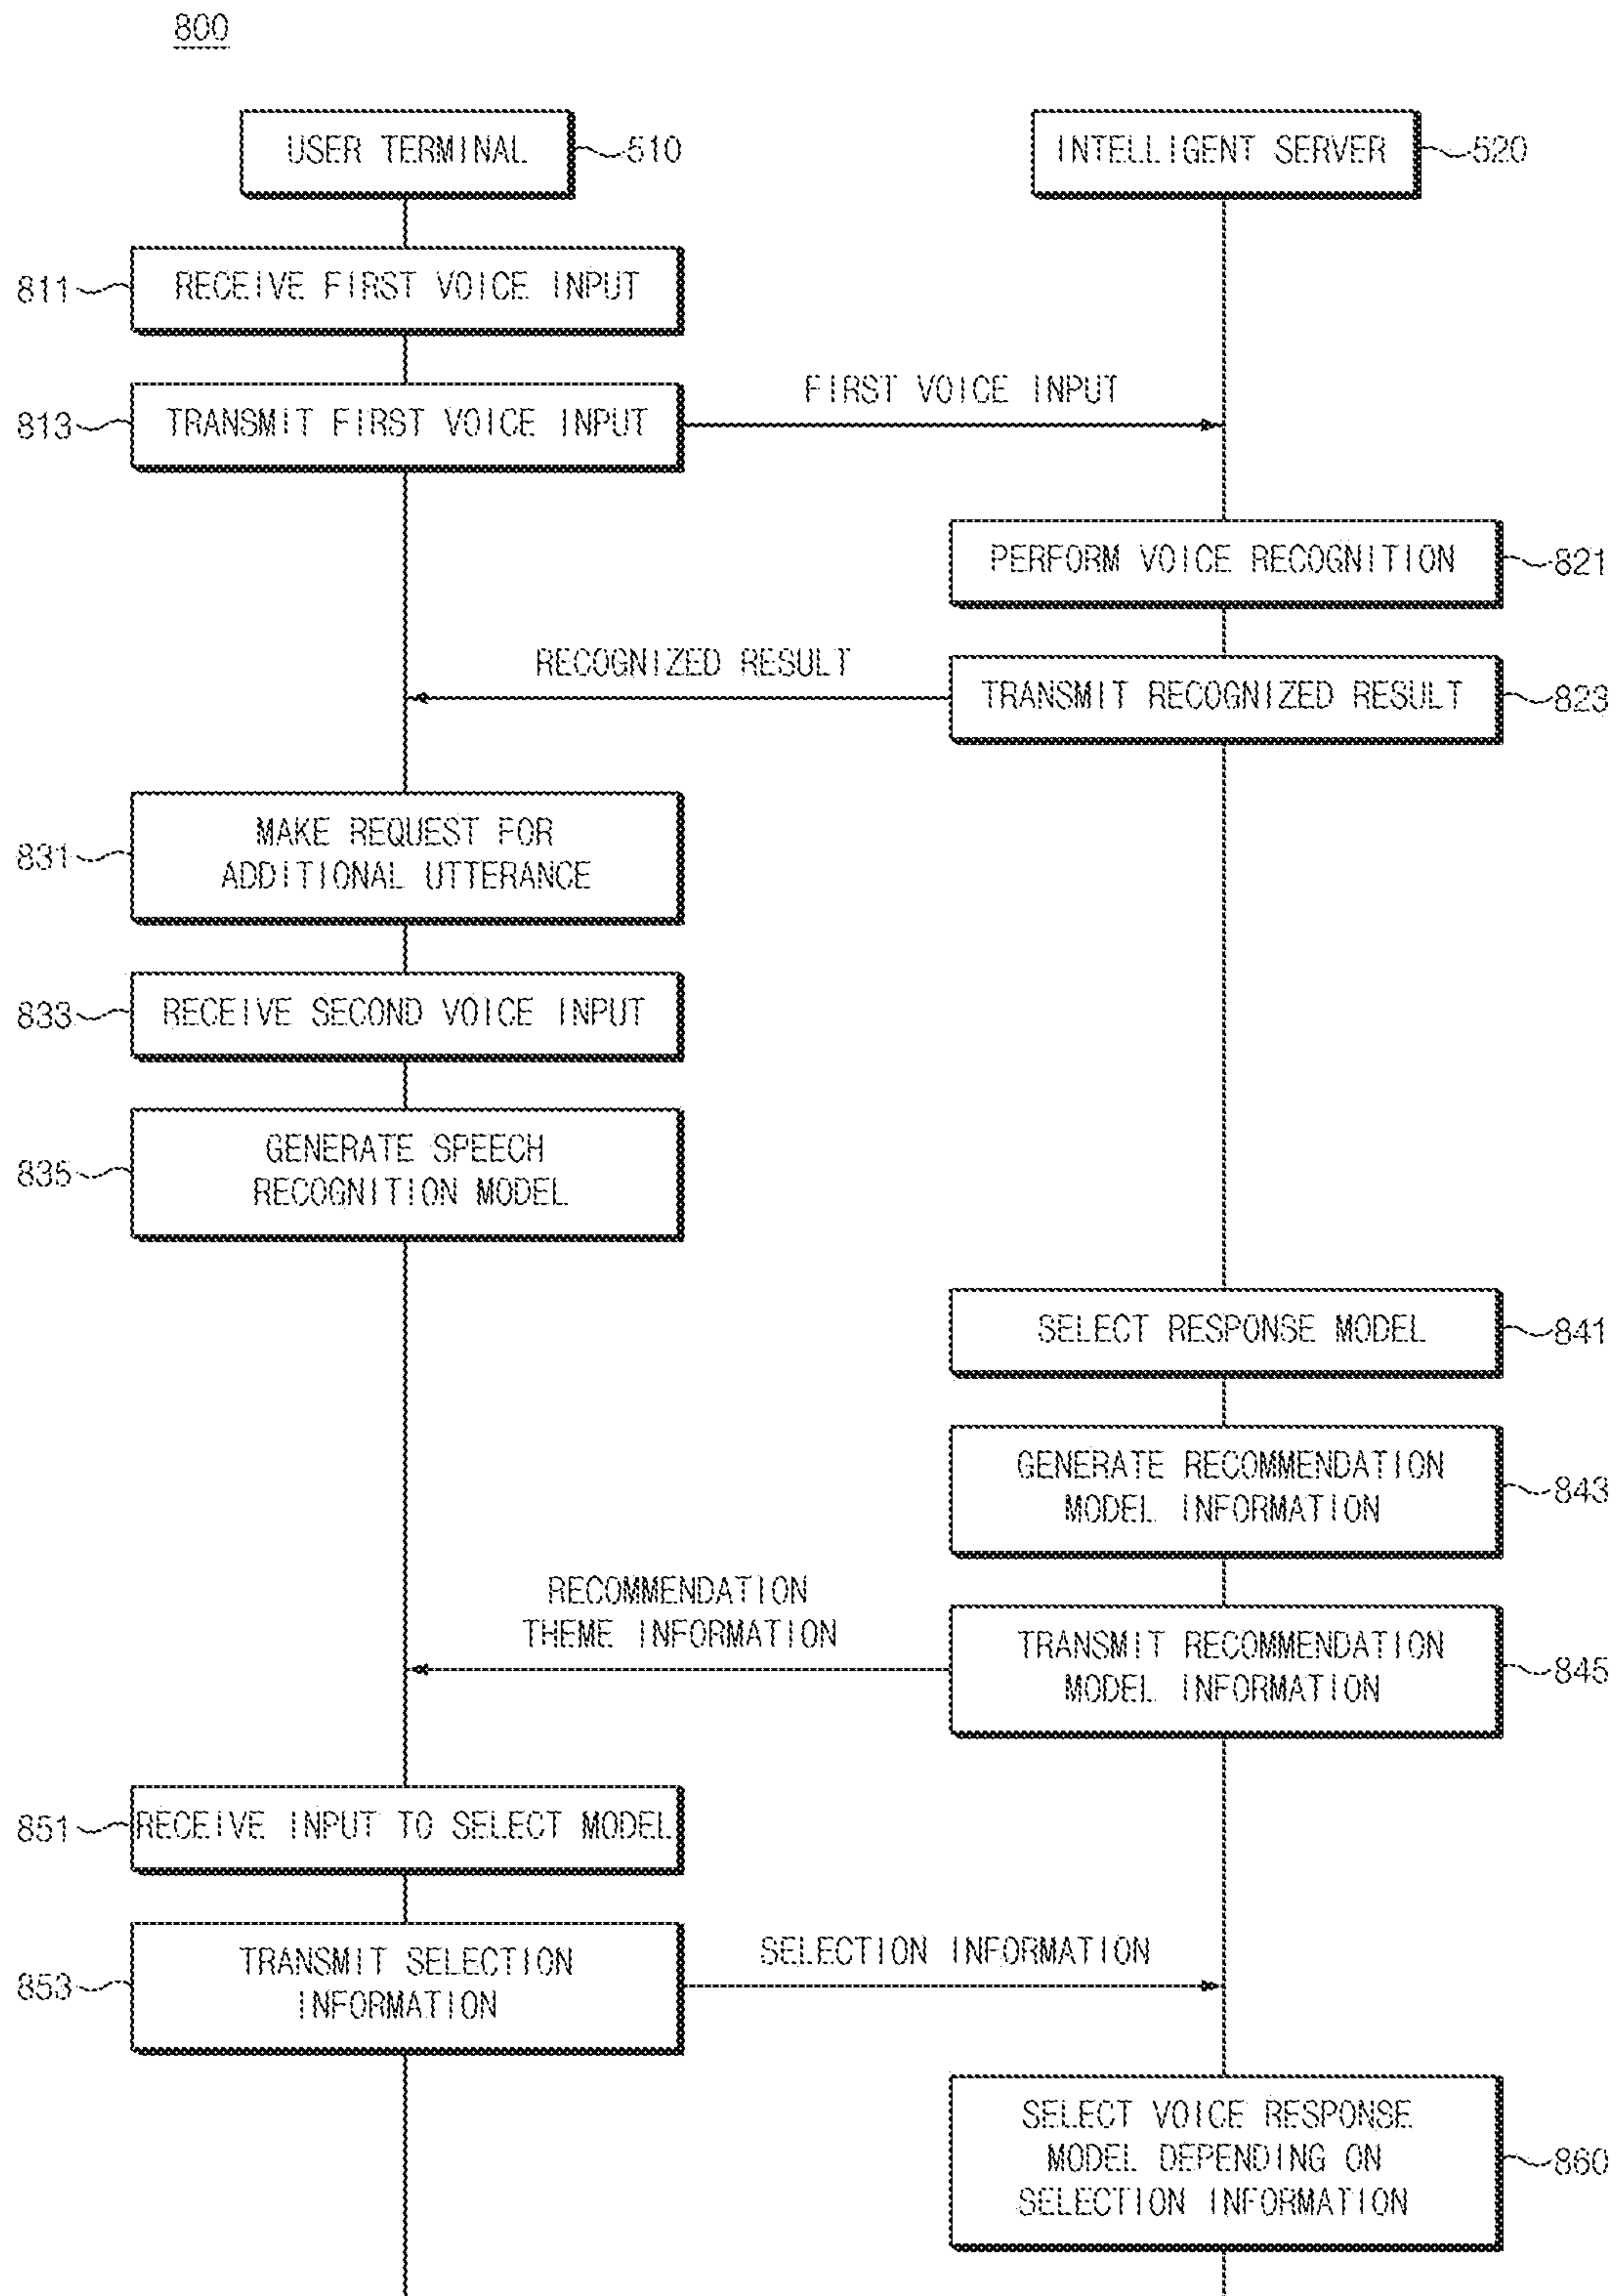 800
USER TERMINAL
510
INTELLIGENT SERVER
520
811
RECEIVE FIRST VOICE INPUT
813
TRANSMIT FIRST VOICE INPUT
FIRST VOICE INPUT
PERFORM VOICE RECOGNITION
821
RECOGNIZED RESULT
TRANSMIT RECOGNIZED RESULT
823
831
MAKE REQUEST FOR
ADDITIONAL UTTERANCE
833
RECEIVE SECOND VOICE INPUT
835
GENERATE SPEECH
RECOGNITION MODEL
SELECT RESPONSE MODEL
841
GENERATE RECOMMENDATION
MODEL INFORMATION
843
RECOMMENDATION
THEME INFORMATION
TRANSMIT RECOMMENDATION
MODEL INFORMATION
845
851
RECEIVE INPUT TO SELECT MODEL
853
TRANSMIT SELECTION
INFORMATION
SELECTION INFORMATION
SELECT VOICE RESPONSE
MODEL DEPENDING ON
SELECTION INFORMATION
860